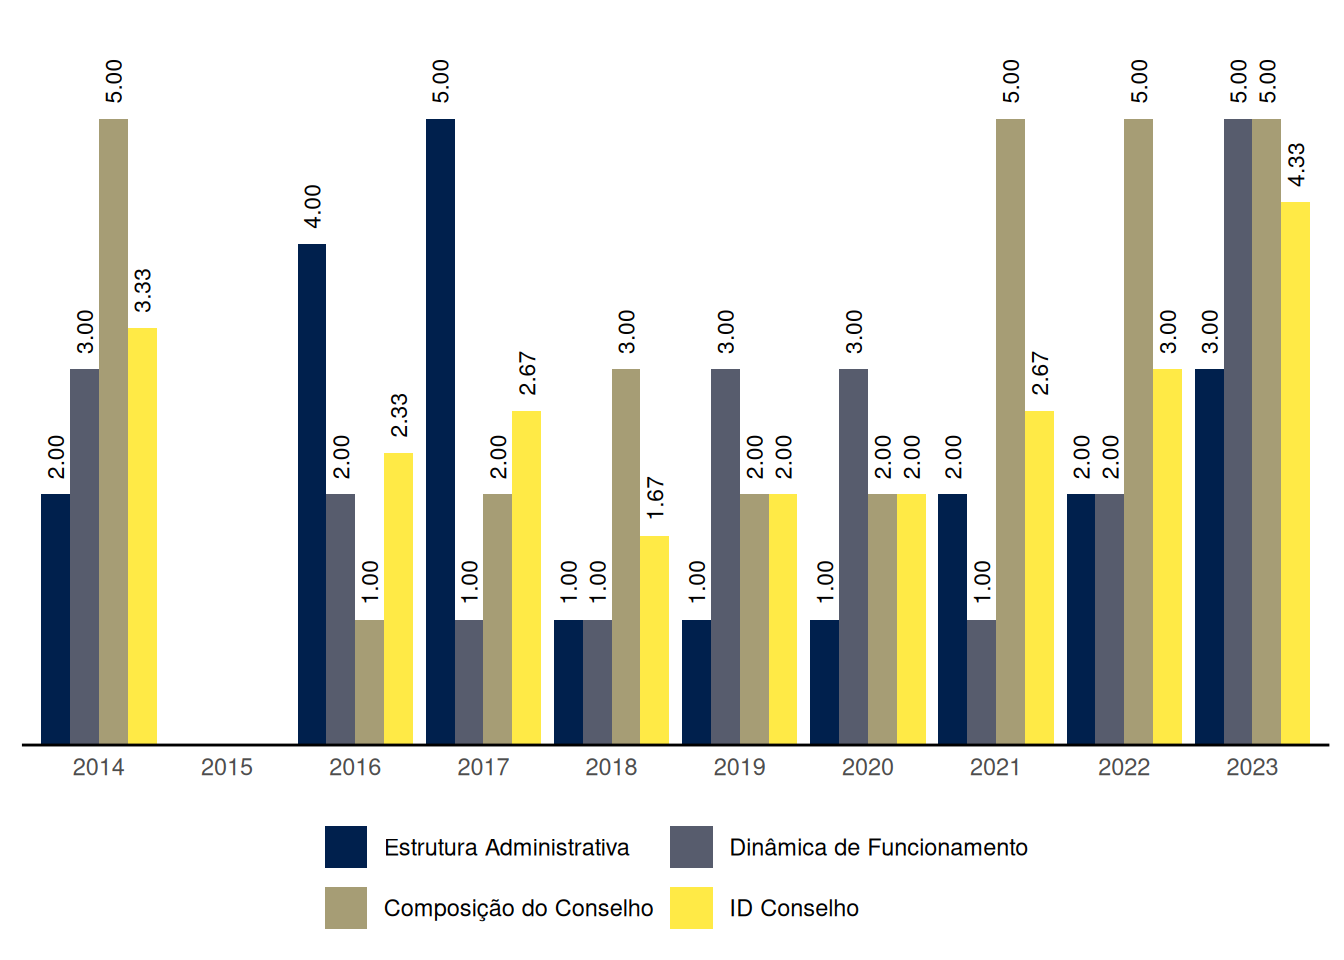 2.00 3.00 5.00 3.33
4.00 2.00 1.00 2.33
5.00 1.00 2.00 2.67
1.00 1.00 3.00 1.67
1.00 3.00 2.00 2.00
1.00 3.00 2.00 2.00
2.00 1.00 5.00 2.67
2.00 2.00 5.00 3.00
3.00 5.00 5.00 4.33
2014 2015 2016 2017 2018 2019 2020 2021 2022 2023
Estrutura Administrativa Dinâmica de Funcionamento
Composição do Conselho ID Conselho